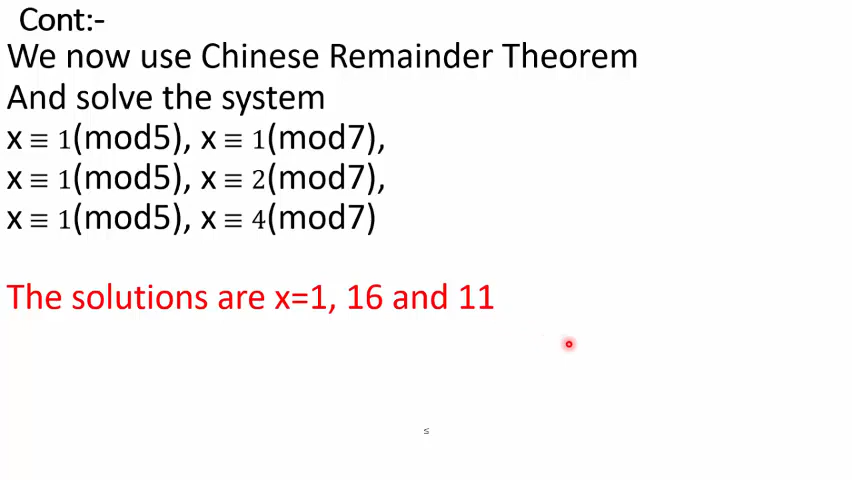 Cont:-
We now use Chinese Remainder Theorem
And solve the system
x ≡ 1(mod5), x ≡ 1(mod7),
x ≡ 1(mod5), x ≡ 2(mod7),
x ≡ 1(mod5), x ≡ 4(mod7)
The solutions are x=1, 16 and 11
≤